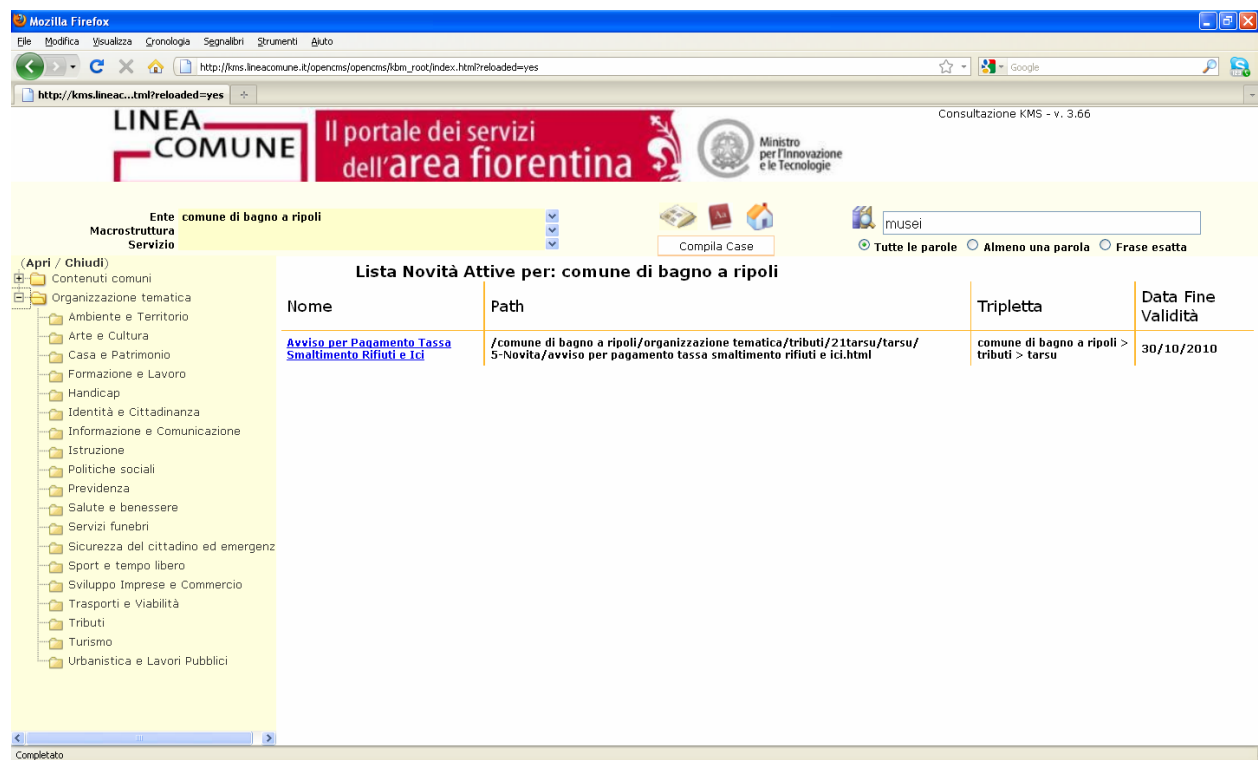 Mozilla Firefox
File Modifica Visualizza Cronologia Segnalibri Strumenti Aiuto
http://kms.lineacomune.it/opencms/opencms/kbm_root/index.html?reloaded=yes
Google
http://kms.lineac...tml?reloaded=yes
LINEA
COMUNE
Il portale dei servizi
dell'area fiorentina
Ministro
per l'Innovazione
e le Tecnologie
Consultazione KMS - v. 3.66
Ente comune di bagno a ripoli
Macrostruttura
Servizio
Compila Case
musei
Tutte le parole Almeno una parola Frase esatta
(Apri / Chiudi)
Contenuti comuni
Organizzazione tematica
Ambiente e Territorio
Arte e Cultura
Casa e Patrimonio
Formazione e Lavoro
Handicap
Identità e Cittadinanza
Informazione e Comunicazione
Istruzione
Politiche sociali
Previdenza
Salute e benessere
Servizi funebri
Sicurezza del cittadino ed emergenz
Sport e tempo libero
Sviluppo Imprese e Commercio
Trasporti e Viabilità
Tributi
Turismo
Urbanistica e Lavori Pubblici
Lista Novità Attive per: comune di bagno a ripoli
Nome Path Tripletta Data Fine Validità
Avviso per Pagamento Tassa
Smaltimento Rifiuti e Ici
/comune di bagno a ripoli/organizzazione tematica/tributi/21tarsu/tarsu/
5-Novita/avviso per pagamento tassa smaltimento rifiuti e ici.html
comune di bagno a ripoli >
tributi > tarsu
30/10/2010
Completato